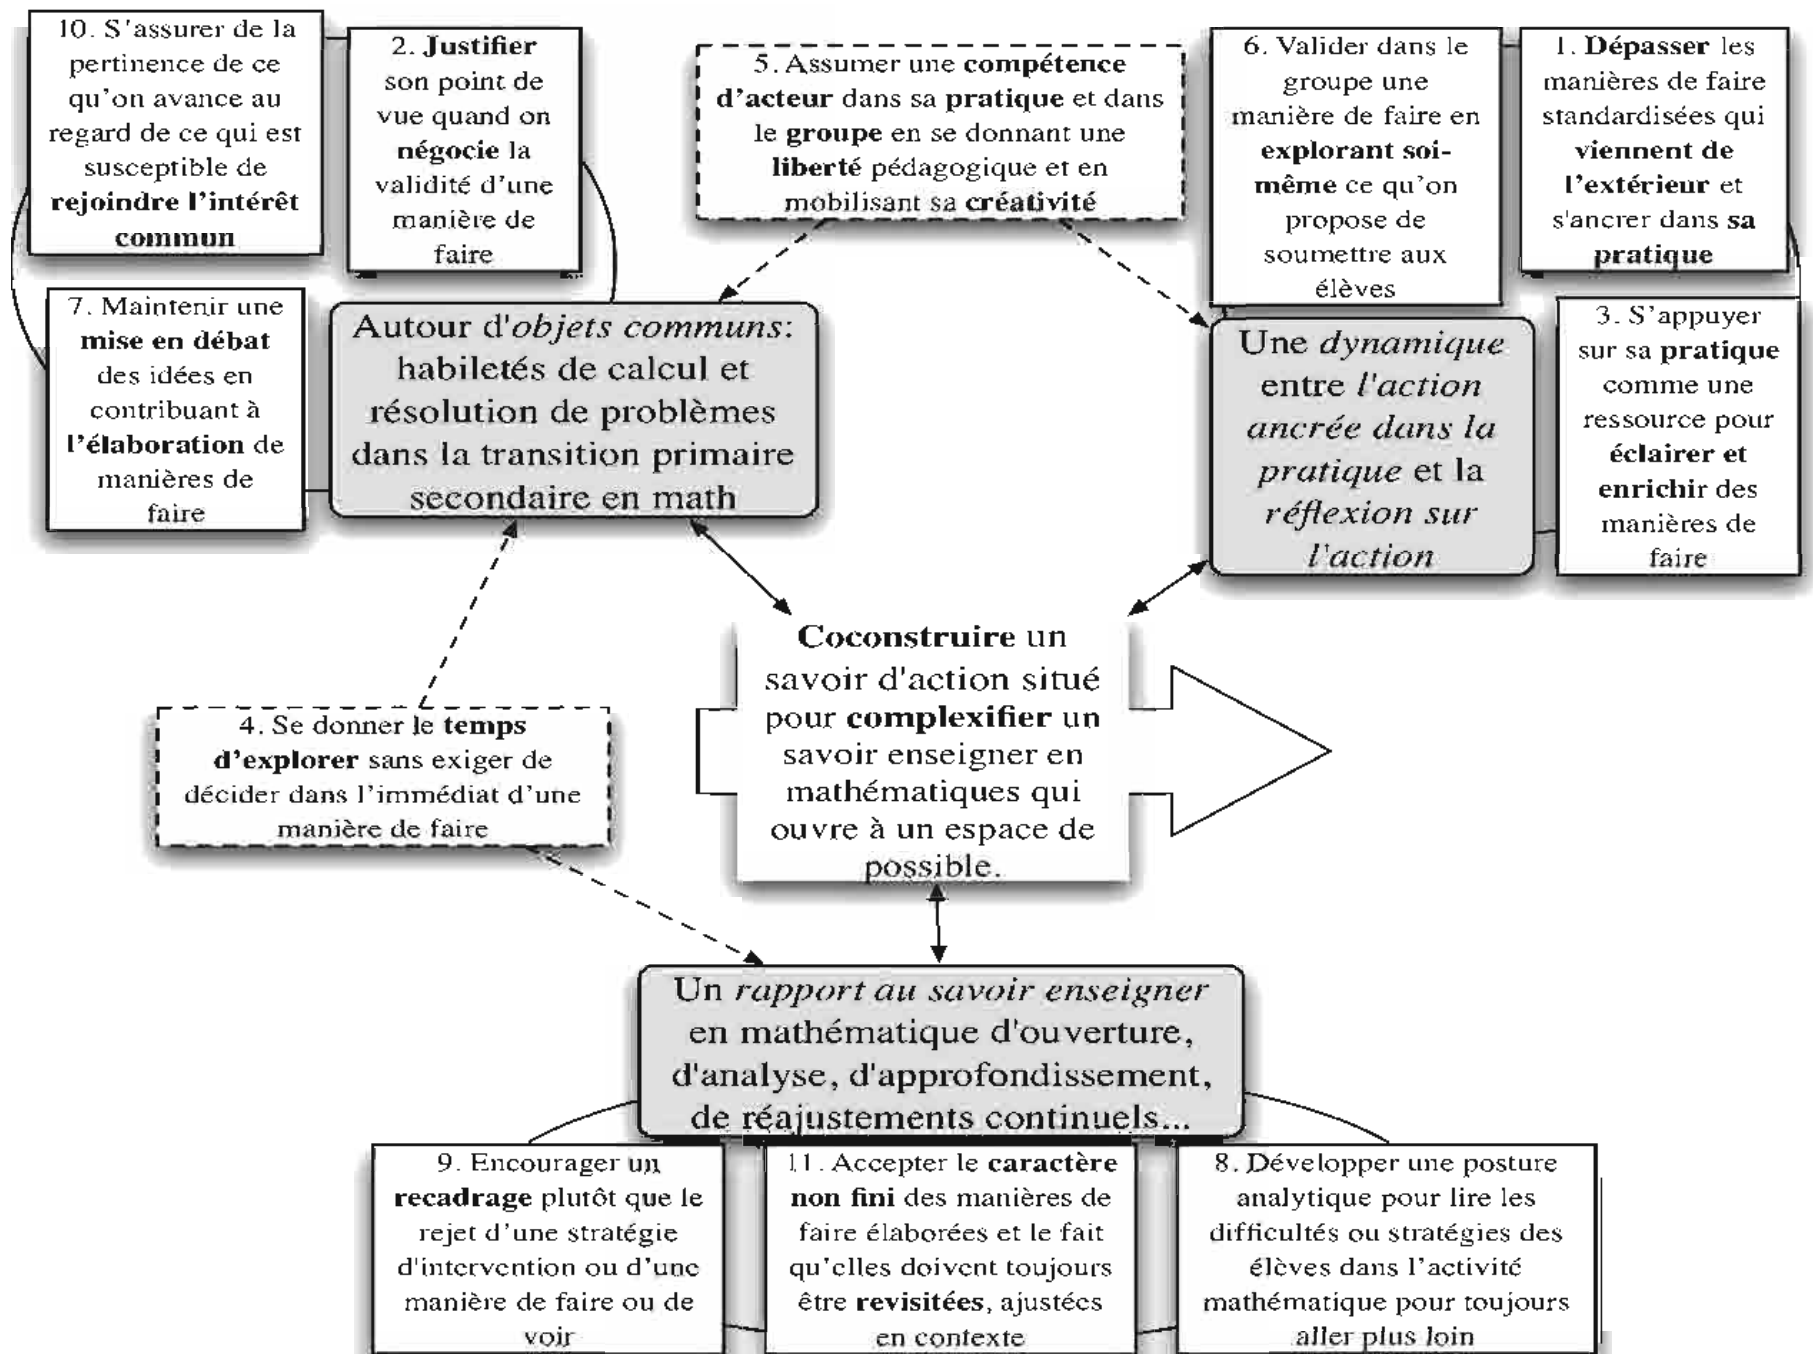 10. S'assurer de la
pertinence de ce
qu'on avance au
regard de ce qui est
susceptible de
rejoindre l'intérêt
commun
2. Justifier
son point de
vue quand on
négocie la
validité d'une
manière de
faire
5. Assumer une compétence
d'acteur dans sa pratique et dans
le groupe en se donnant une
liberté pédagogique et en
mobilisant sa créativité
6. Valider dans le
groupe une
manière de faire en
explorant soi-
même ce qu'on
propose de
soumettre aux
élèves
1. Dépasser les
manières de faire
standardisées qui
viennent de
l'extérieur et
s'ancrer dans sa
pratique
7. Maintenir une
mise en débat
des idées en
contribuant à
l'élaboration de
manières de
faire
Autour d'objets communs:
habiletés de calcul et
résolution de problèmes
dans la transition primaire
secondaire en math
Une dynamique
entre l'action
ancrée dans la
pratique et la
réflexion sur
l'action
3. S'appuyer
sur sa pratique
comme une
ressource pour
éclairer et
enrichir des
manières de
faire
4. Se donner le temps
d'explorer sans exiger de
décider dans l'immédiat d'une
manière de faire
Coconstruire un
savoir d'action situé
pour complexifier un
savoir enseigner en
mathématiques qui
ouvre à un espace de
possible.
Un rapport au savoir enseigner
en mathématique d'ouverture,
d'analyse, d'approfondissement,
de réajustements continuels...
9. Encourager un
recadrage plutôt que le
rejet d'une stratégie
d'intervention ou d'une
manière de faire ou de
voir
11. Accepter le caractère
non fini des manières de
faire élaborées et le fait
qu'elles doivent toujours
être revisitées, ajustées
en contexte
8. Développer une posture
analytique pour lire les
difficultés ou stratégies des
élèves dans l'activité
mathématique pour toujours
aller plus loin